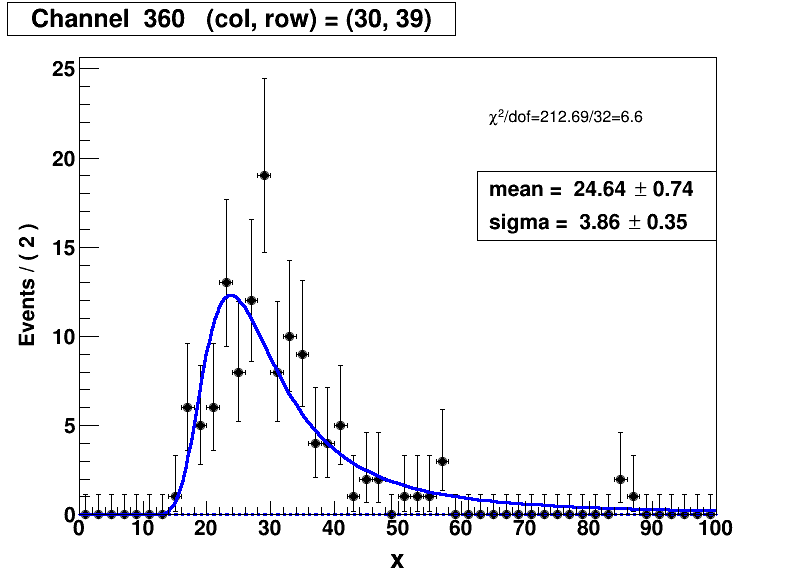 Channel 360 (col, row) = (30, 39)
χ²/dof=212.69/32=6.6
mean = 24.64 ± 0.74
sigma = 3.86 ± 0.35
Events / ( 2 )
25
20
15
10
5
0
0 10 20 30 40 50 60 70 80 90 100
x